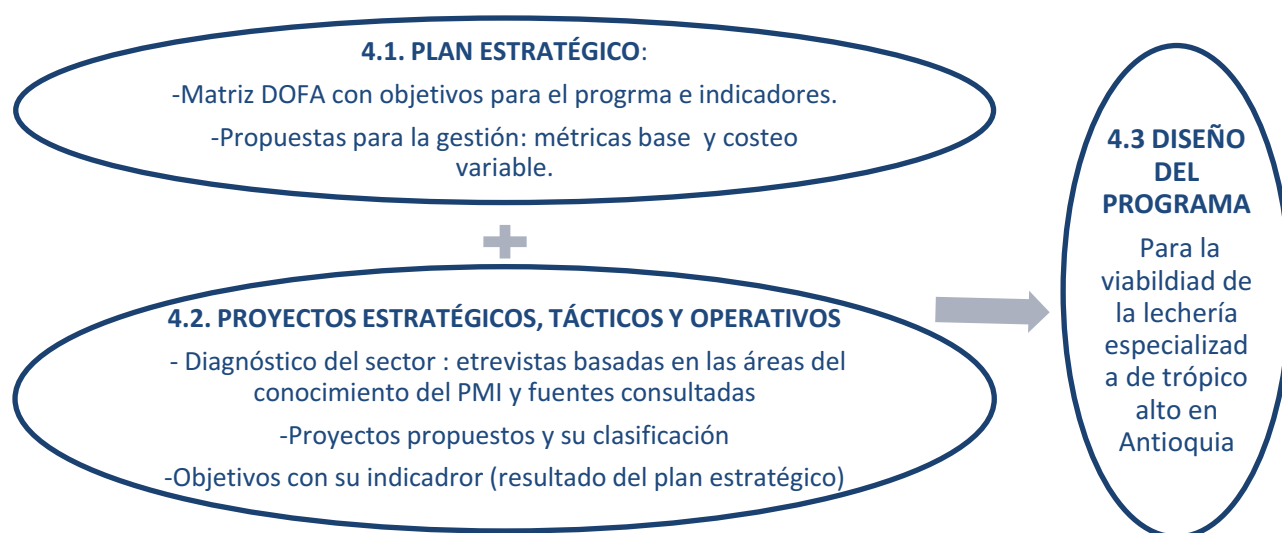 4.1. PLAN ESTRATÉGICO:
-Matriz DOFA con objetivos para el progrma e indicadores.
-Propuestas para la gestión: métricas base y costeo
variable.
4.2. PROYECTOS ESTRATÉGICOS, TÁCTICOS Y OPERATIVOS
- Diagnóstico del sector : etrevistas basadas en las áreas del
conocimiento del PMI y fuentes consultadas
-Proyectos propuestos y su clasificación
-Objetivos con su indicadror (resultado del plan estratégico)
4.3 DISEÑO
DEL
PROGRAMA
Para la
viabildiad de
la lechería
especializad
a de trópico
alto en
Antioquia